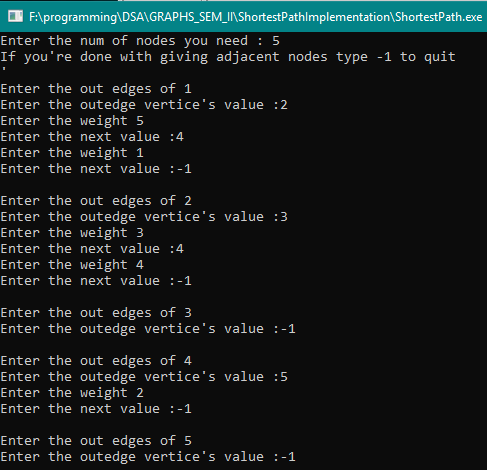 F:\programming\DSA\GRAPHS_SEM_II\ShortestPathImplementation\ShortestPath.exe
Enter the num of nodes you need : 5
If you're done with giving adjacent nodes type -1 to quit
'
Enter the out edges of 1
Enter the outedge vertice's value :2
Enter the weight 5
Enter the next value :4
Enter the weight 1
Enter the next value :-1
Enter the out edges of 2
Enter the outedge vertice's value :3
Enter the weight 3
Enter the next value :4
Enter the weight 4
Enter the next value :-1
Enter the out edges of 3
Enter the outedge vertice's value :-1
Enter the out edges of 4
Enter the outedge vertice's value :5
Enter the weight 2
Enter the next value :-1
Enter the out edges of 5
Enter the outedge vertice's value :-1